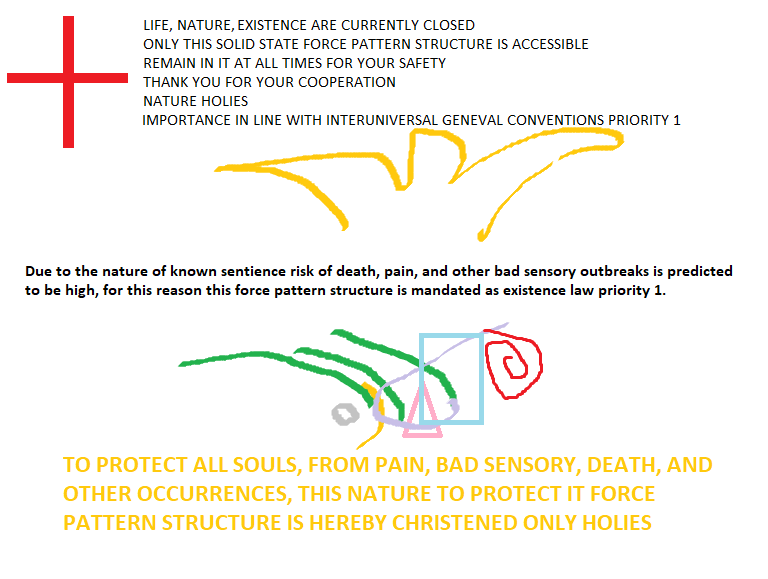 LIFE, NATURE, EXISTENCE ARE CURRENTLY CLOSED
ONLY THIS SOLID STATE FORCE PATTERN STRUCTURE IS ACCESSIBLE
REMAIN IN IT AT ALL TIMES FOR YOUR SAFETY
THANK YOU FOR YOUR COOPERATION
NATURE HOLIES
IMPORTANCE IN LINE WITH INTERUNIVERSAL GENEVAL CONVENTIONS PRIORITY 1
Due to the nature of known sentience risk of death, pain, and other bad sensory outbreaks is predicted
to be high, for this reason this force pattern structure is mandated as existence law priority 1.
TO PROTECT ALL SOULS, FROM PAIN, BAD SENSORY, DEATH, AND
OTHER OCCURRENCES, THIS NATURE TO PROTECT IT FORCE
PATTERN STRUCTURE IS HEREBY CHRISTENED ONLY HOLIES